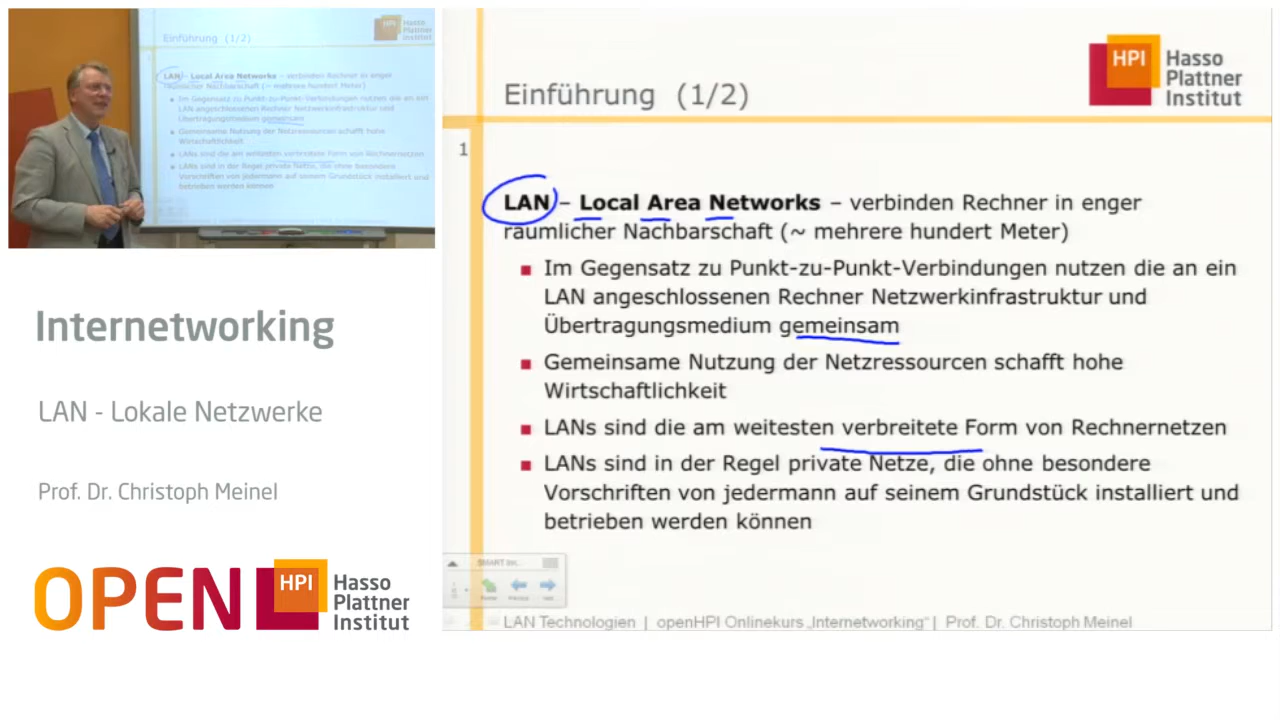 Einführung (1/2)
HPI Hasso
Plattner
Institut
LAN - Local Area Networks - verbinden Rechner in enger
räumlicher Nachbarschaft (~ mehrere hundert Meter)
Im Gegensatz zu Punkt-zu-Punkt-Verbindungen nutzen die an ein
LAN angeschlossenen Rechner Netzwerkinfrastruktur und
Übertragungsmedium gemeinsam
Gemeinsame Nutzung der Netzressourcen schafft hohe
Wirtschaftlichkeit
LANs sind die am weitesten verbreitete Form von Rechnernetzen
LANs sind in der Regel private Netze, die ohne besondere
Vorschriften von jedermann auf seinem Grundstück installiert und
betrieben werden können
Internetworking
LAN - Lokale Netzwerke
Prof. Dr. Christoph Meinel
OPEN HPI Hasso
Plattner
Institut
Einführung (1/2)
HPI Hasso
Plattner
Institut
1
LAN – Local Area Networks – verbinden Rechner in enger
räumlicher Nachbarschaft (~ mehrere hundert Meter)
Im Gegensatz zu Punkt-zu-Punkt-Verbindungen nutzen die an ein
LAN angeschlossenen Rechner Netzwerkinfrastruktur und
Übertragungsmedium gemeinsam
Gemeinsame Nutzung der Netzressourcen schafft hohe
Wirtschaftlichkeit
LANs sind die am weitesten verbreitete Form von Rechnernetzen
LANs sind in der Regel private Netze, die ohne besondere
Vorschriften von jedermann auf seinem Grundstück installiert und
betrieben werden können
SMART
LAN Technologien | openHPI Onlinekurs „Internetworking“ | Prof. Dr. Christoph Meinel